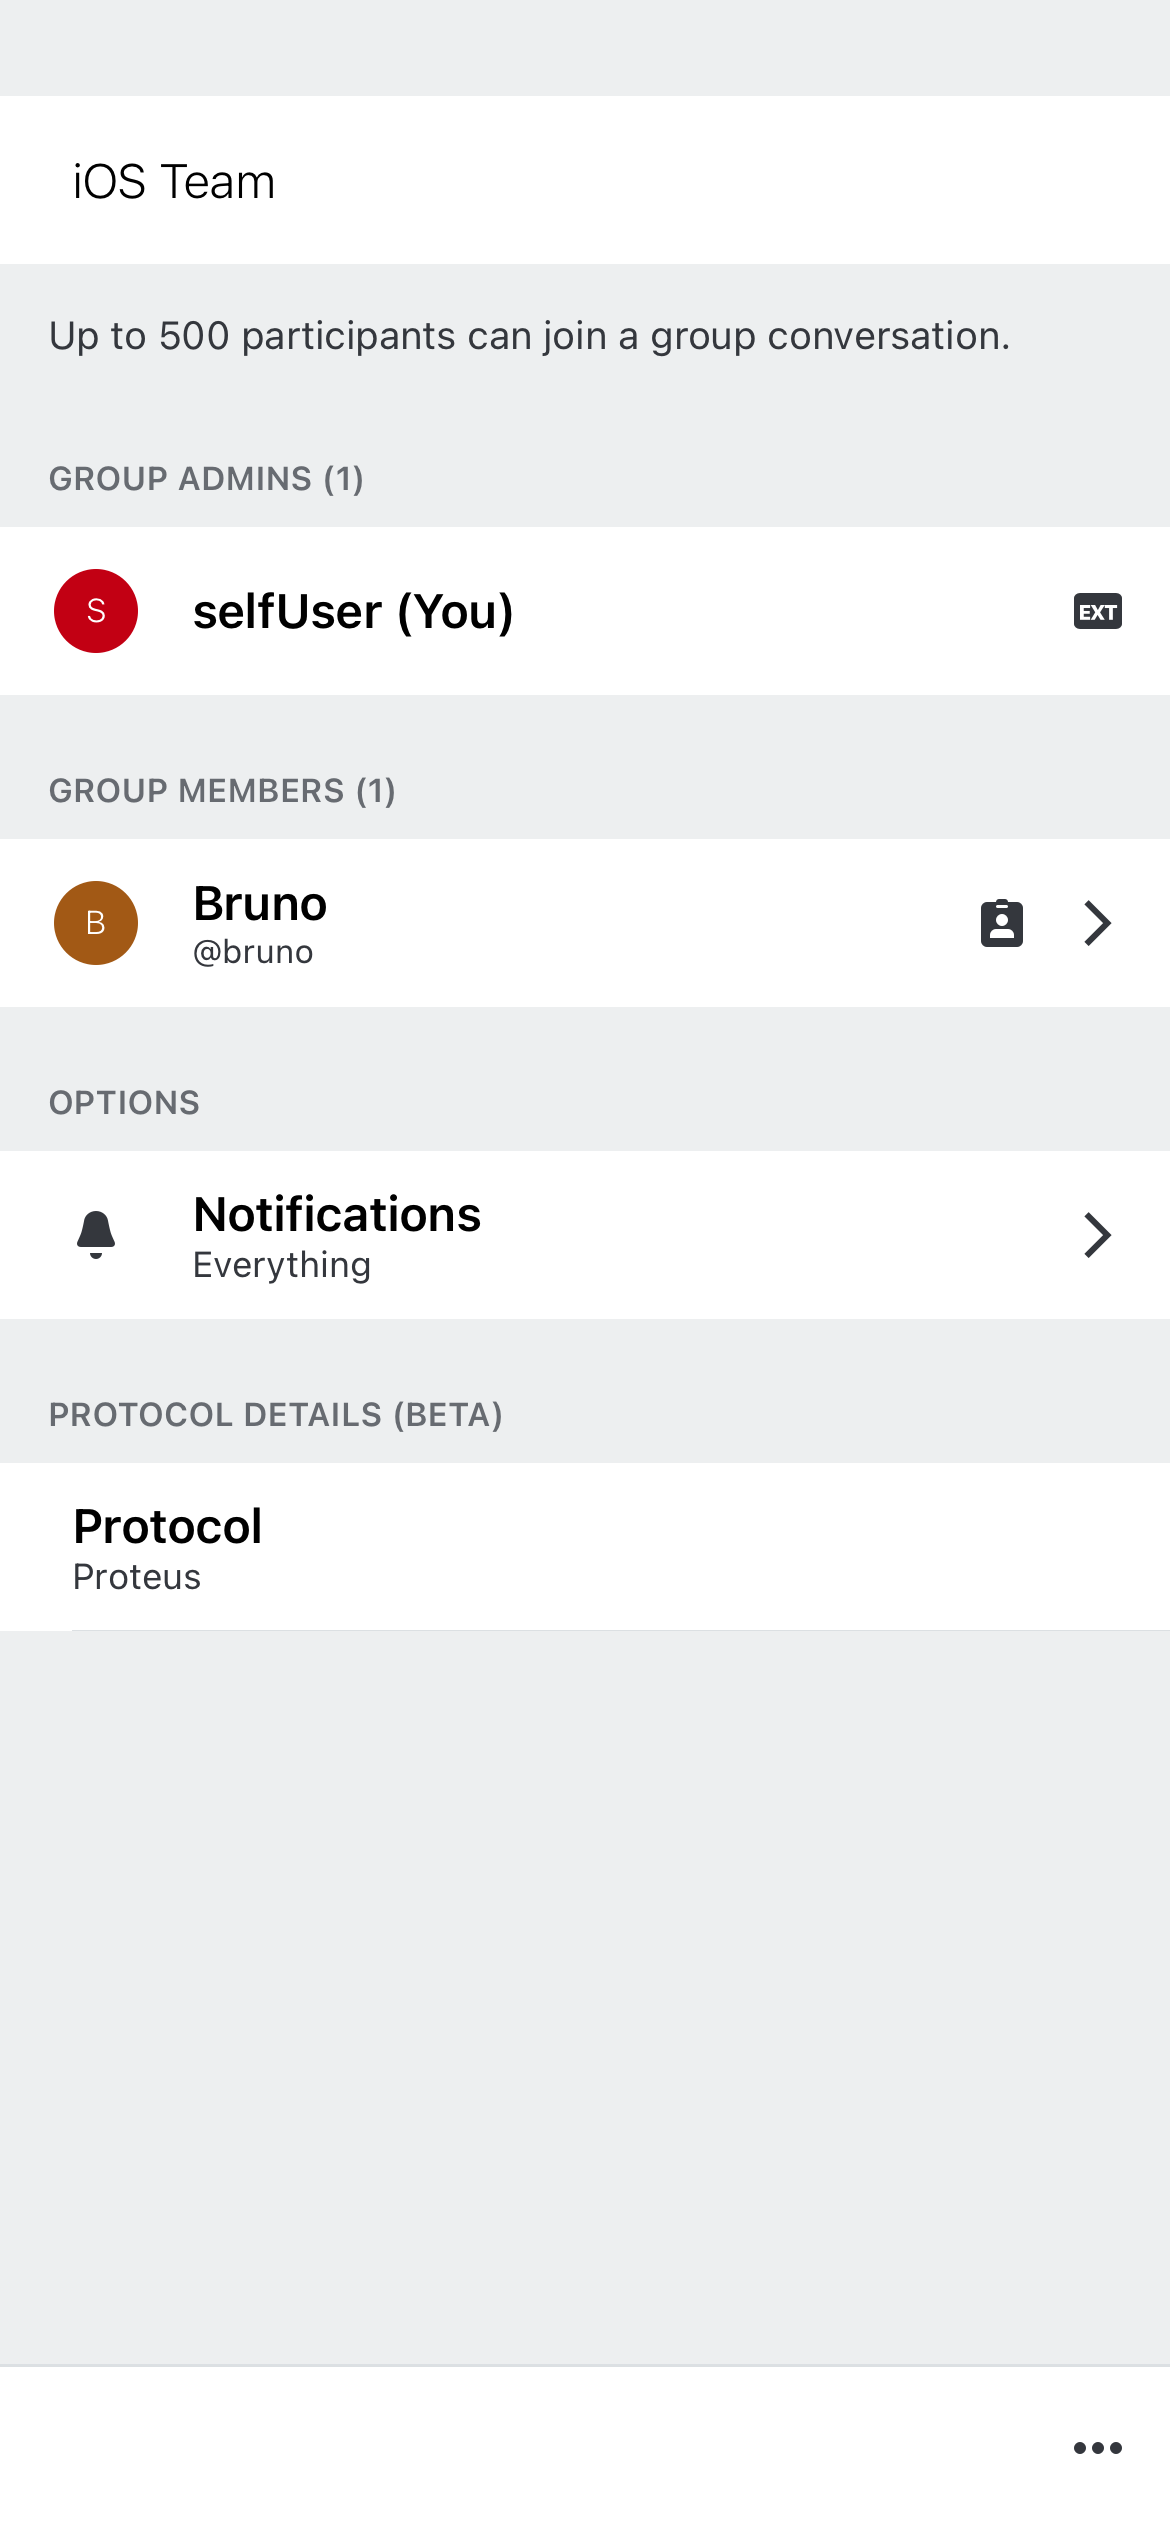 iOS Team
Up to 500 participants can join a group conversation.
GROUP ADMINS (1)
S
selfUser (You)
EXT
GROUP MEMBERS (1)
B
Bruno
@bruno
OPTIONS
Notifications
Everything
PROTOCOL DETAILS (BETA)
Protocol
Proteus